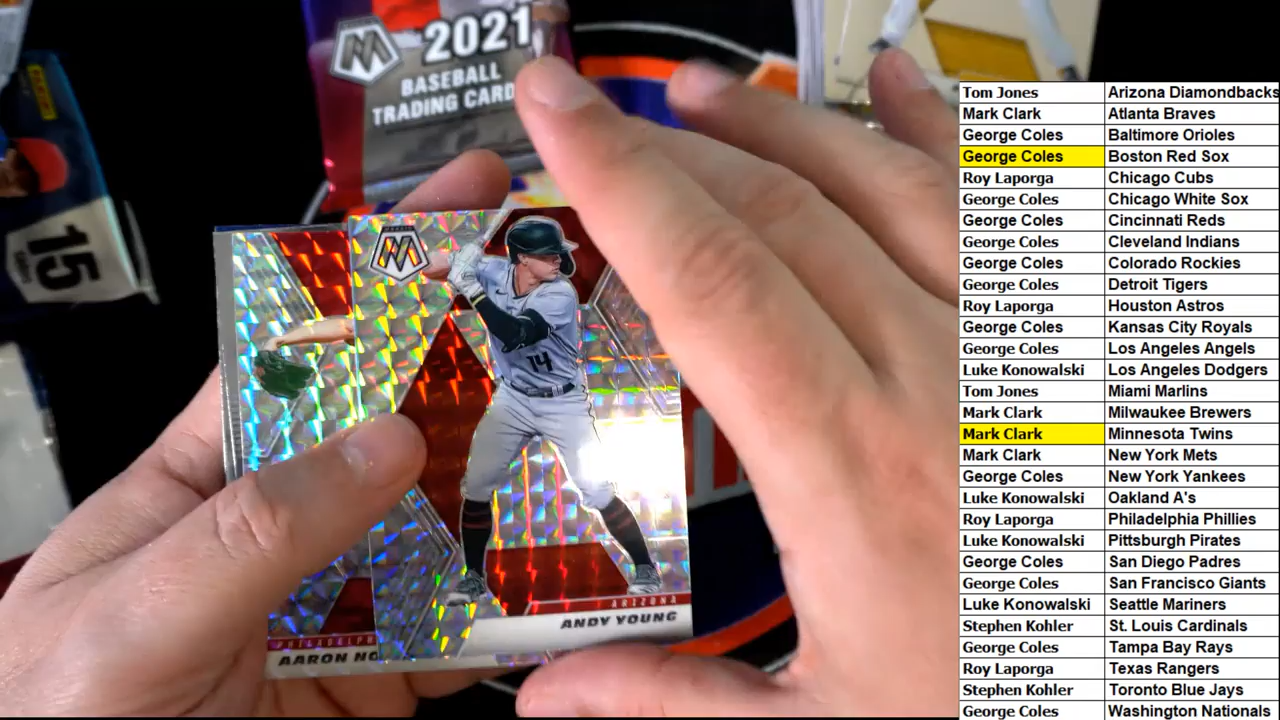 2021
BASEBALL
TRADING CARD
15
14
ARIZONA
ANDY YOUNG
PHILADELPH
AARON NO
Tom Jones Arizona Diamondbacks
Mark Clark Atlanta Braves
George Coles Baltimore Orioles
George Coles Boston Red Sox
Roy Laporga Chicago Cubs
George Coles Chicago White Sox
George Coles Cincinnati Reds
George Coles Cleveland Indians
George Coles Colorado Rockies
George Coles Detroit Tigers
Roy Laporga Houston Astros
George Coles Kansas City Royals
George Coles Los Angeles Angels
Luke Konowalski Los Angeles Dodgers
Tom Jones Miami Marlins
Mark Clark Milwaukee Brewers
Mark Clark Minnesota Twins
Mark Clark New York Mets
George Coles New York Yankees
Luke Konowalski Oakland A's
Roy Laporga Philadelphia Phillies
Luke Konowalski Pittsburgh Pirates
George Coles San Diego Padres
George Coles San Francisco Giants
Luke Konowalski Seattle Mariners
Stephen Kohler St. Louis Cardinals
George Coles Tampa Bay Rays
Roy Laporga Texas Rangers
Stephen Kohler Toronto Blue Jays
George Coles Washington Nationals